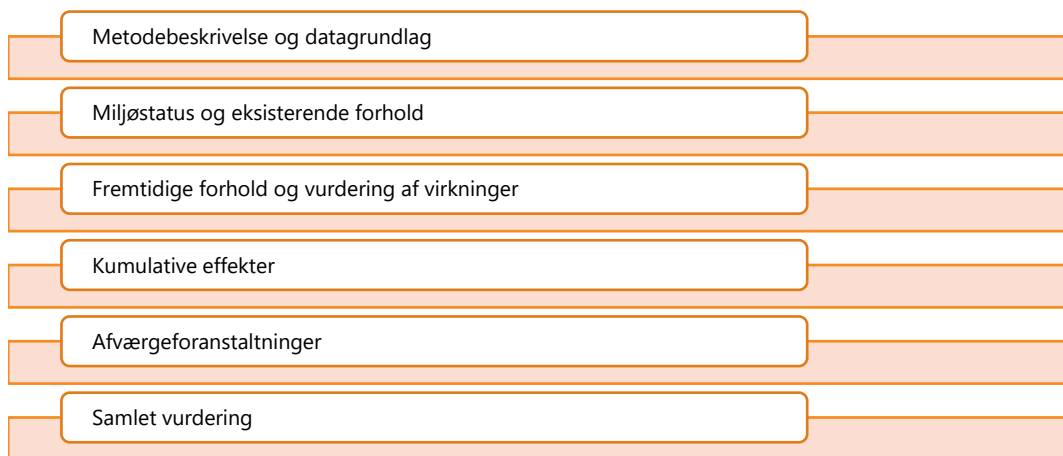 Metodebeskrivelse og datagrundlag
Miljøstatus og eksisterende forhold
Fremtidige forhold og vurdering af virkninger
Kumulative effekter
Afværgeforanstaltninger
Samlet vurdering